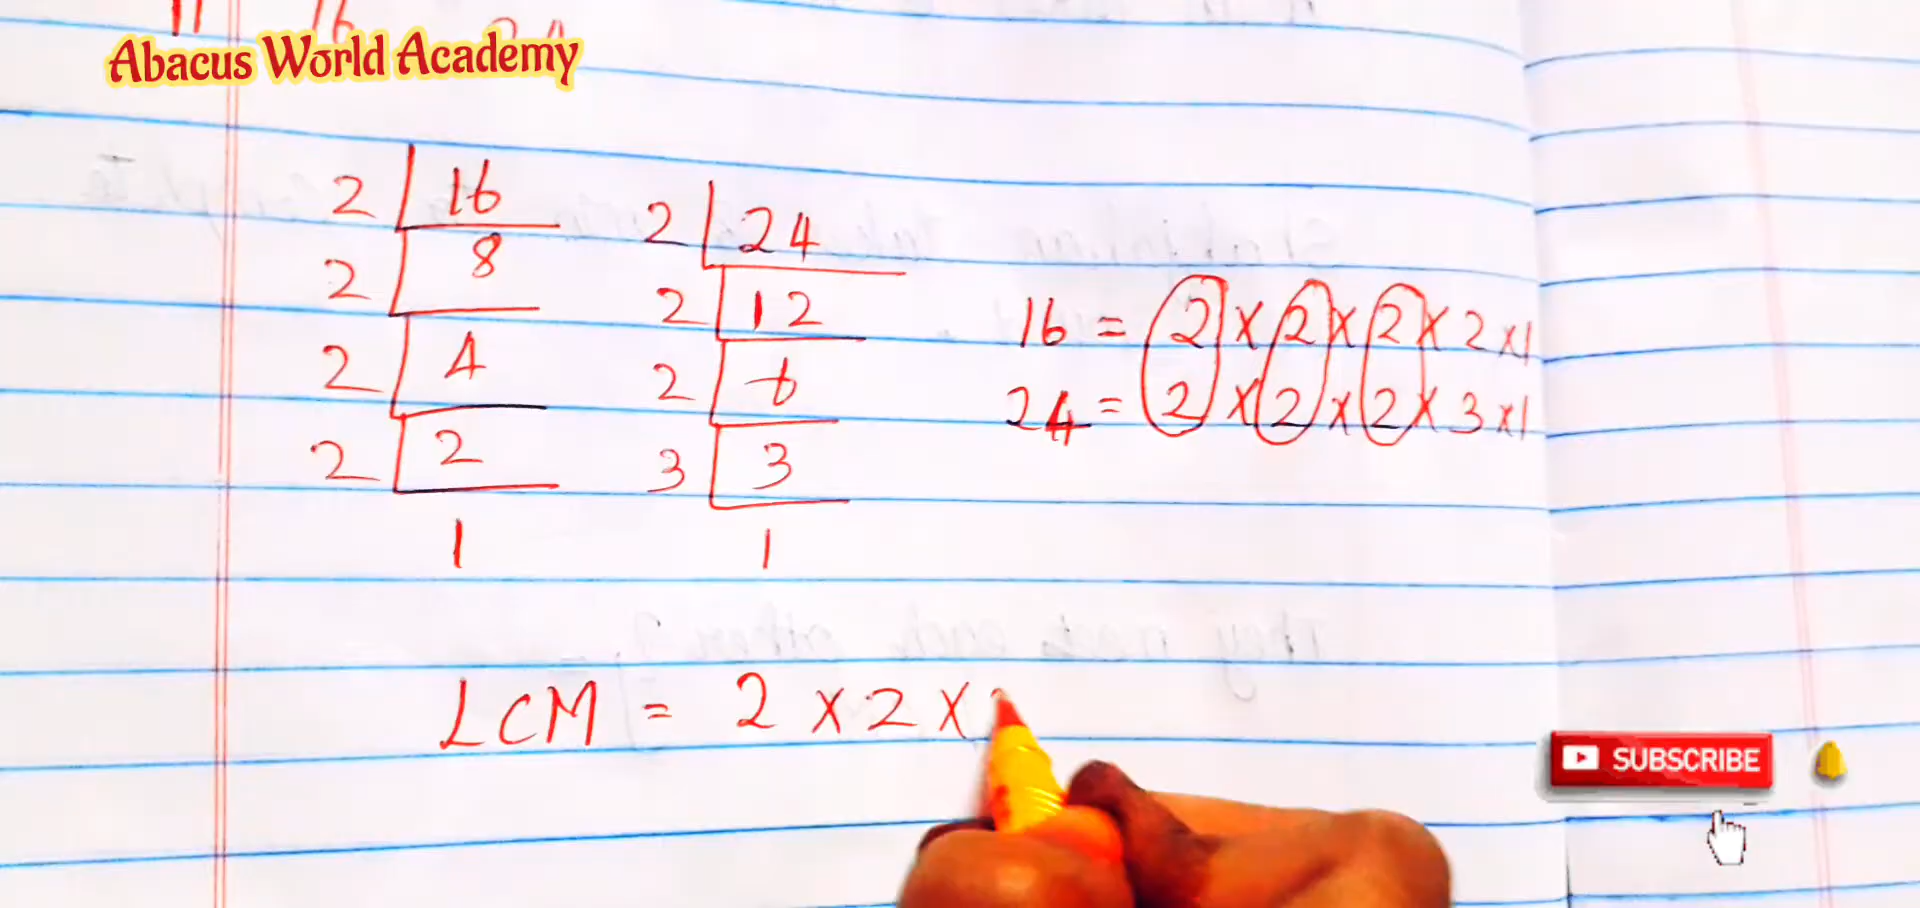 Abacus World Academy
2 16
2 8
2 4
2 2
1
2 24
2 12
2 6
3 3
1
16 = 2 × 2 × 2 × 2 × 1
24 = 2 × 2 × 2 × 3 × 1
LCM = 2 × 2 ×
SUBSCRIBE